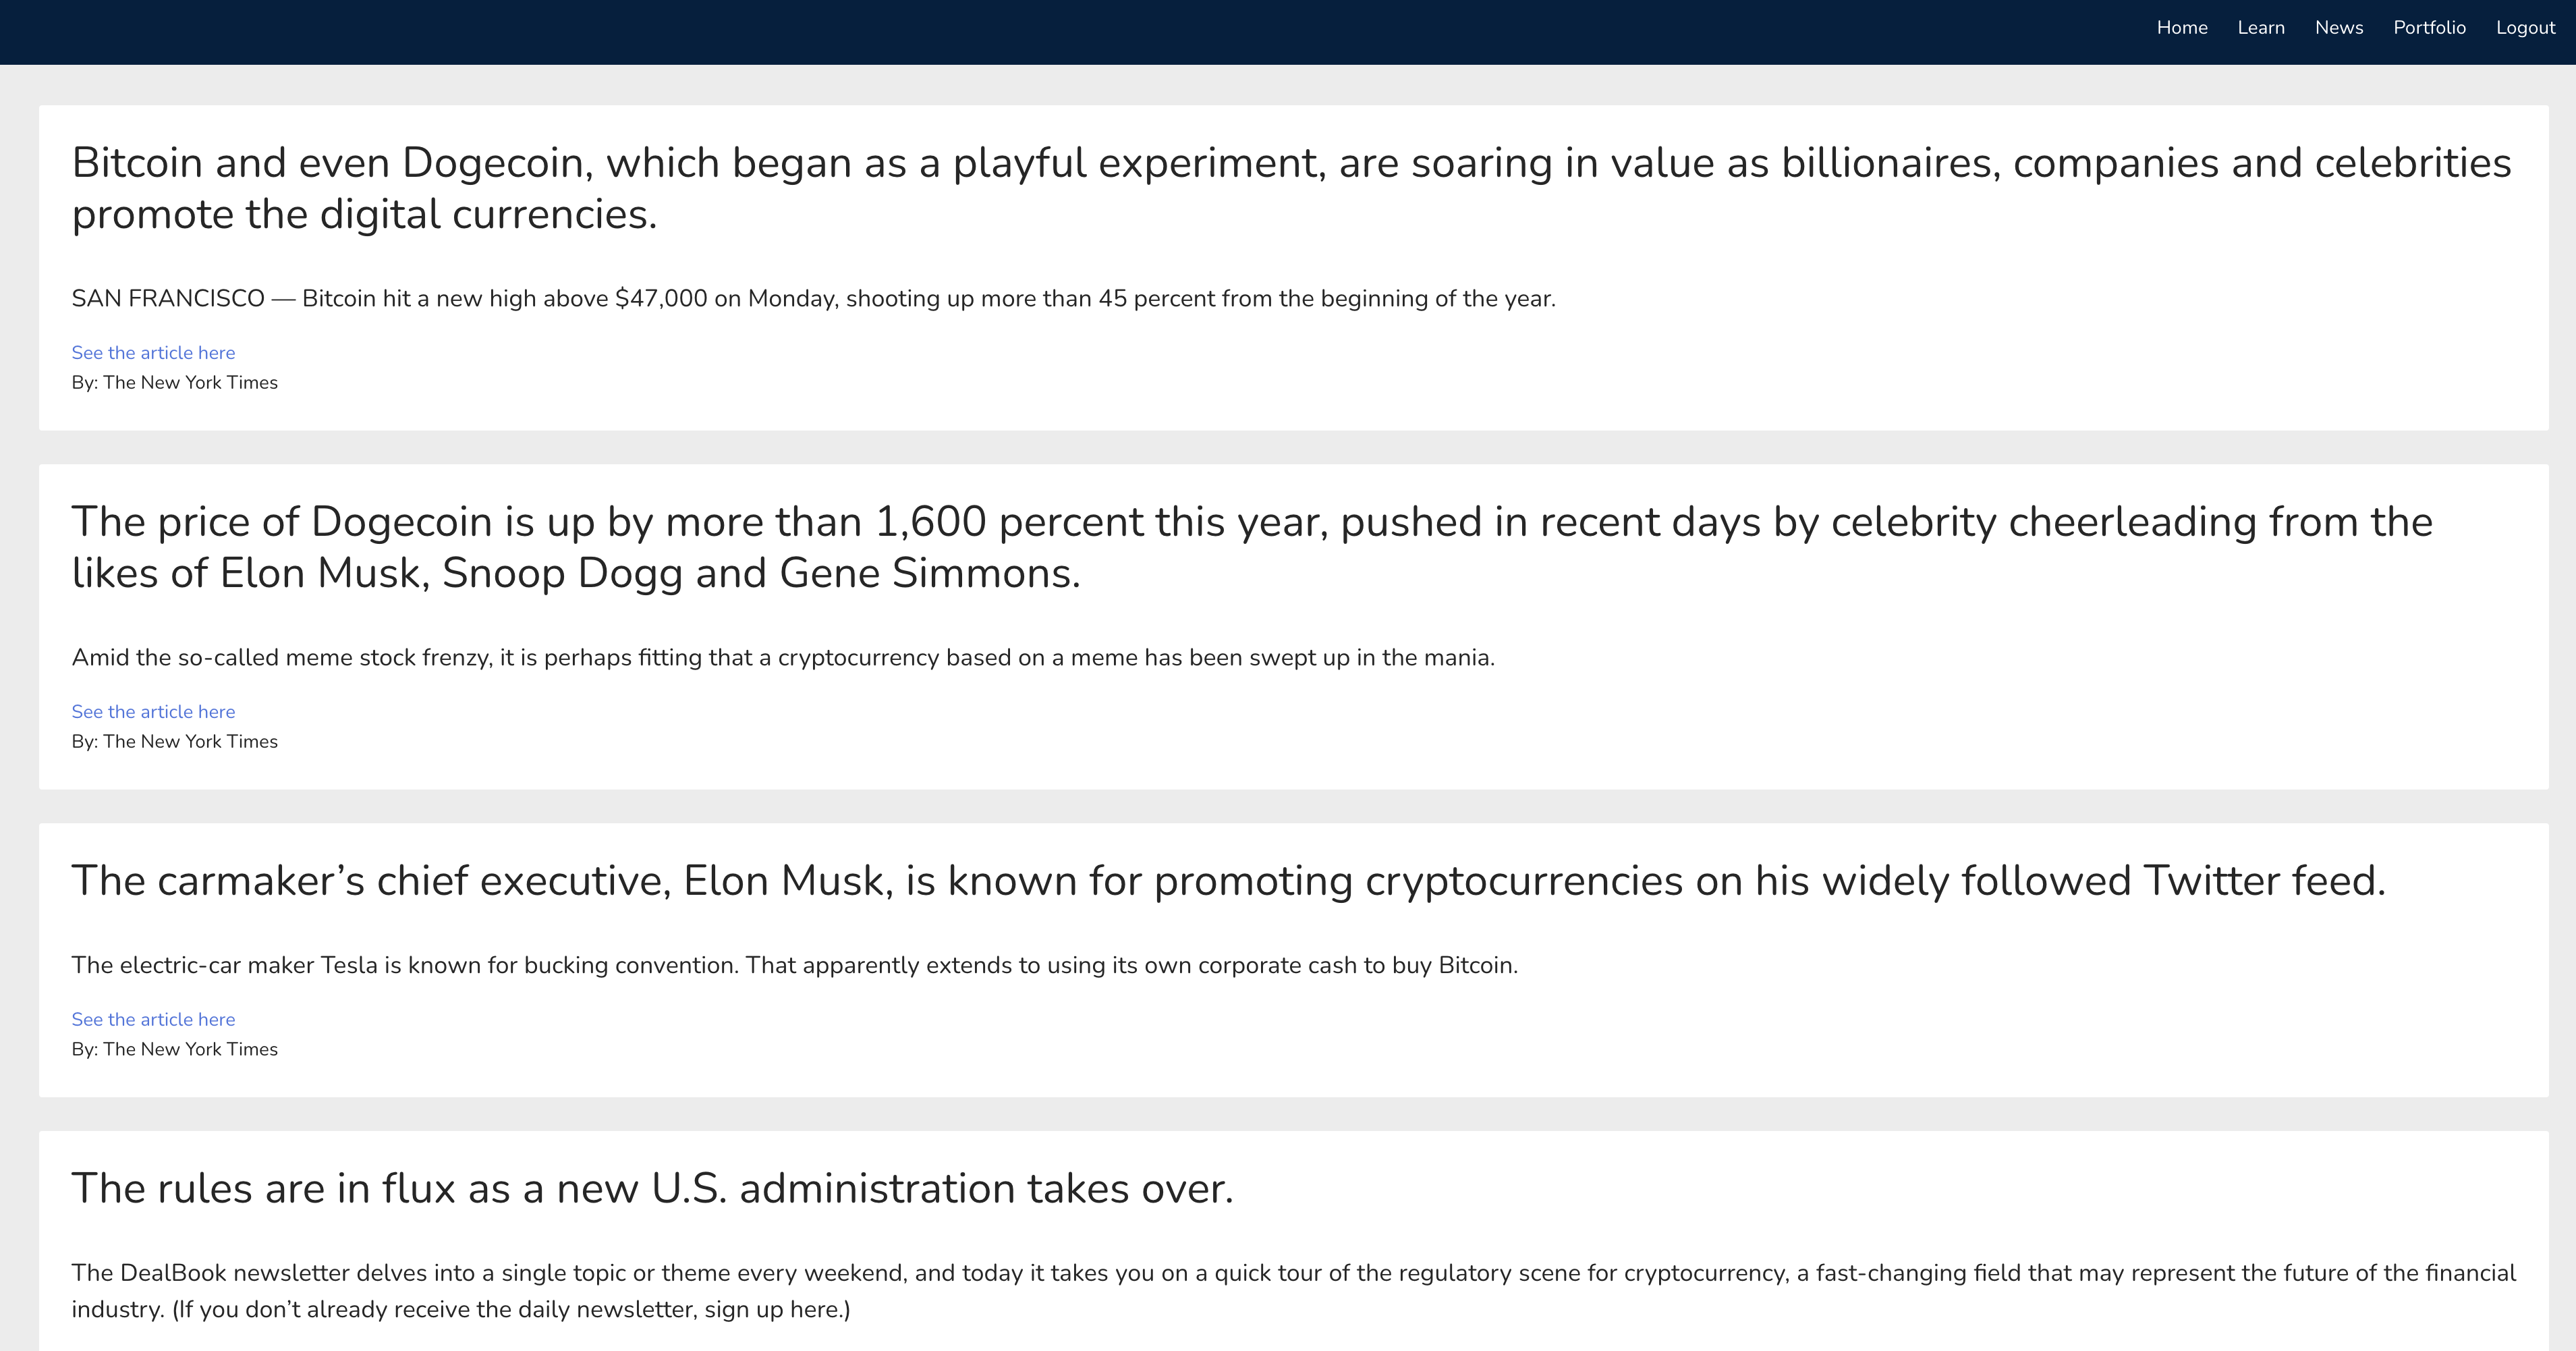 Home Learn News Portfolio Logout
Bitcoin and even Dogecoin, which began as a playful experiment, are soaring in value as billionaires, companies and celebrities
promote the digital currencies.
SAN FRANCISCO — Bitcoin hit a new high above $47,000 on Monday, shooting up more than 45 percent from the beginning of the year.
See the article here
By: The New York Times
The price of Dogecoin is up by more than 1,600 percent this year, pushed in recent days by celebrity cheerleading from the
likes of Elon Musk, Snoop Dogg and Gene Simmons.
Amid the so-called meme stock frenzy, it is perhaps fitting that a cryptocurrency based on a meme has been swept up in the mania.
See the article here
By: The New York Times
The carmaker’s chief executive, Elon Musk, is known for promoting cryptocurrencies on his widely followed Twitter feed.
The electric-car maker Tesla is known for bucking convention. That apparently extends to using its own corporate cash to buy Bitcoin.
See the article here
By: The New York Times
The rules are in flux as a new U.S. administration takes over.
The DealBook newsletter delves into a single topic or theme every weekend, and today it takes you on a quick tour of the regulatory scene for cryptocurrency, a fast-changing field that may represent the future of the financial
industry. (If you don’t already receive the daily newsletter, sign up here.)